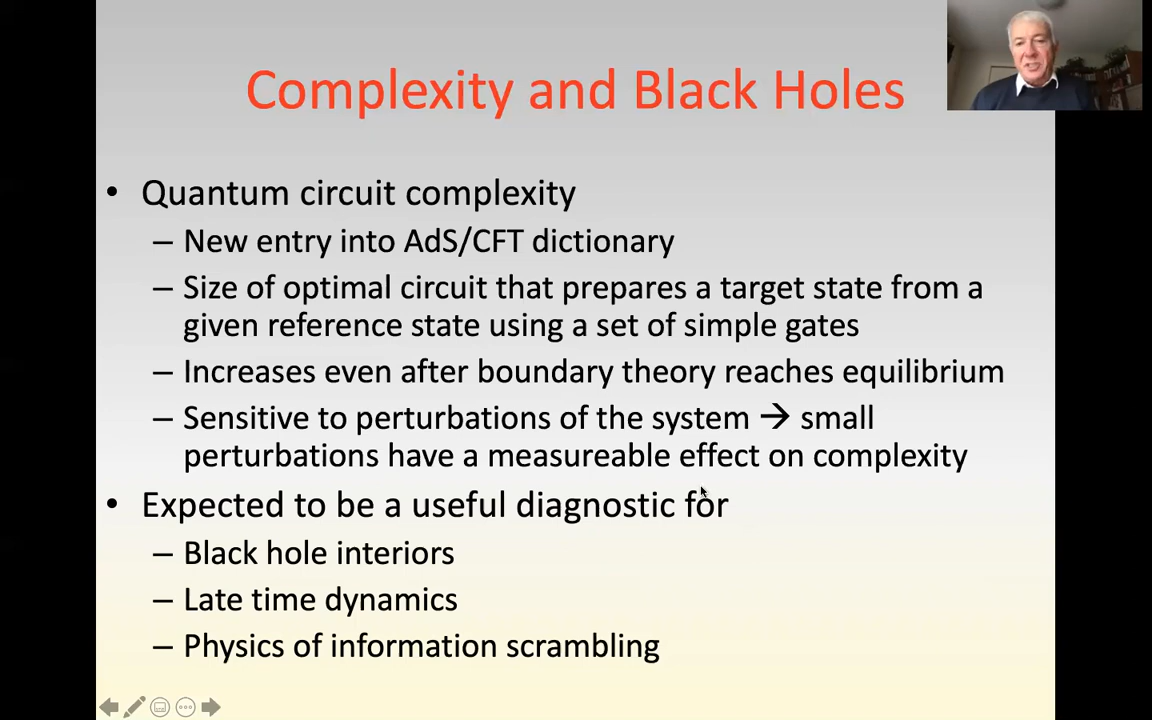 Complexity and Black Holes
• Quantum circuit complexity
– New entry into AdS/CFT dictionary
– Size of optimal circuit that prepares a target state from a
given reference state using a set of simple gates
– Increases even after boundary theory reaches equilibrium
– Sensitive to perturbations of the system → small
perturbations have a measureable effect on complexity
• Expected to be a useful diagnostic for
– Black hole interiors
– Late time dynamics
– Physics of information scrambling